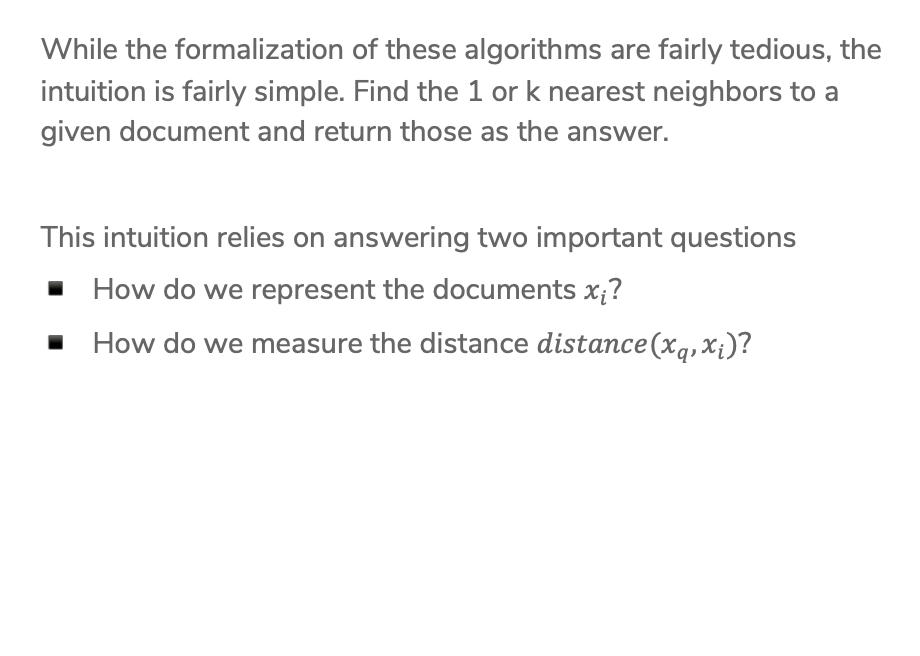 While the formalization of these algorithms are fairly tedious, the
intuition is fairly simple. Find the 1 or k nearest neighbors to a
given document and return those as the answer.
This intuition relies on answering two important questions
▪ How do we represent the documents 𝑥ᵢ?
▪ How do we measure the distance 𝑑𝑖𝑠𝑡𝑎𝑛𝑐𝑒(𝑥_q, 𝑥ᵢ)?